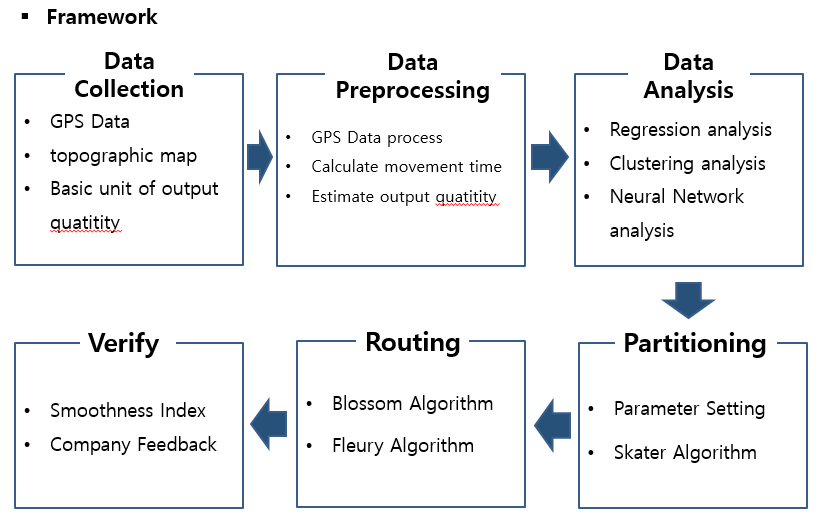 ▪ Framework
Data
Collection
• GPS Data
• topographic map
• Basic unit of output
quatitity
Data
Preprocessing
• GPS Data process
• Calculate movement time
• Estimate output quatitity
Data
Analysis
• Regression analysis
• Clustering analysis
• Neural Network
analysis
Partitioning
• Parameter Setting
• Skater Algorithm
Routing
• Blossom Algorithm
• Fleury Algorithm
Verify
• Smoothness Index
• Company Feedback